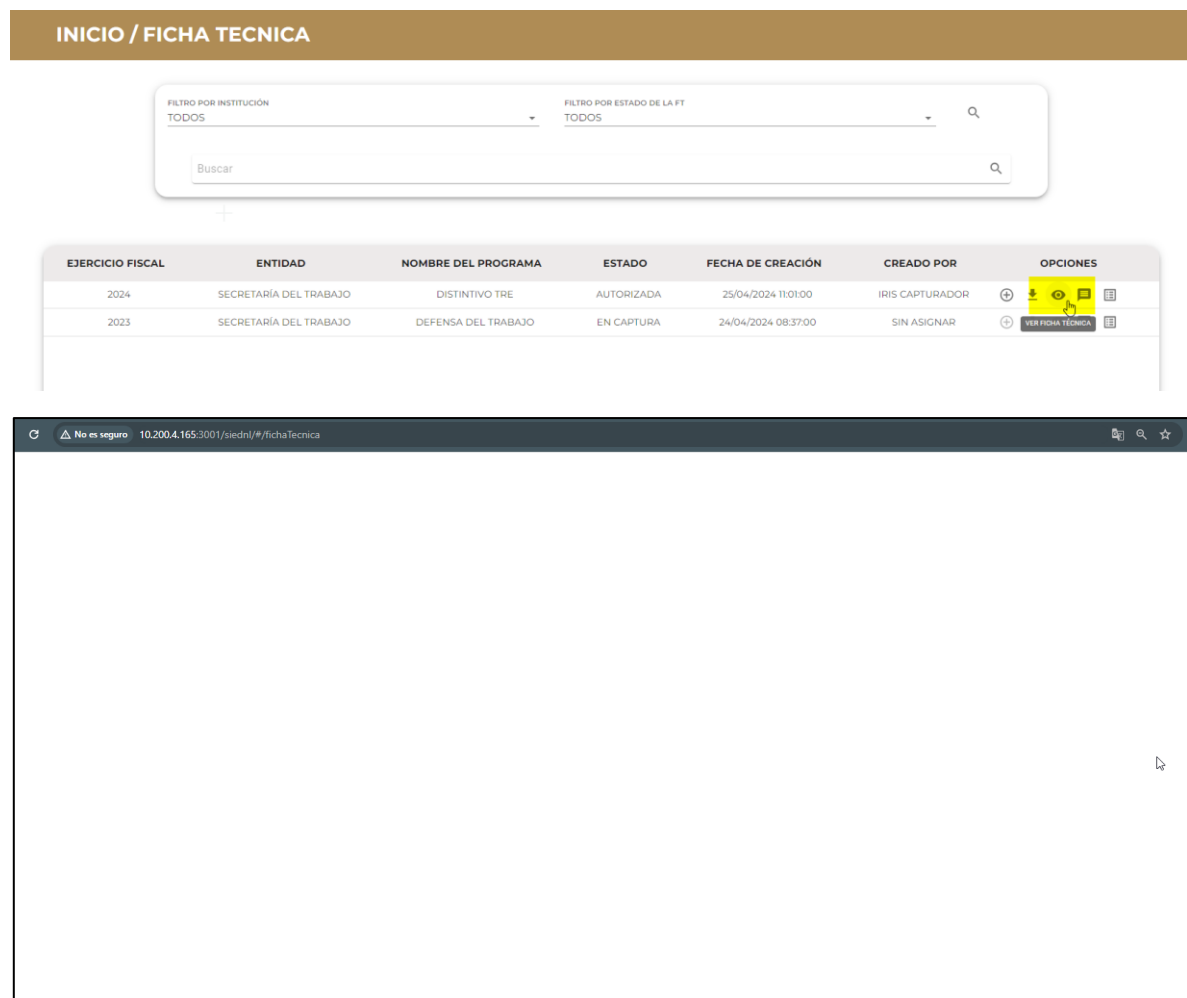 INICIO / FICHA TECNICA
FILTRO POR INSTITUCIÓN
TODOS
FILTRO POR ESTADO DE LA FT
TODOS
Buscar
EJERCICIO FISCAL ENTIDAD NOMBRE DEL PROGRAMA ESTADO FECHA DE CREACIÓN CREADO POR OPCIONES
2024 SECRETARÍA DEL TRABAJO DISTINTIVO TRE AUTORIZADA 25/04/2024 11:01:00 IRIS CAPTURADOR
2023 SECRETARÍA DEL TRABAJO DEFENSA DEL TRABAJO EN CAPTURA 24/04/2024 08:37:00 SIN ASIGNAR VER FICHA TÉCNICA
No es seguro 10.200.4.165:3001/siednl/#/fichaTecnica